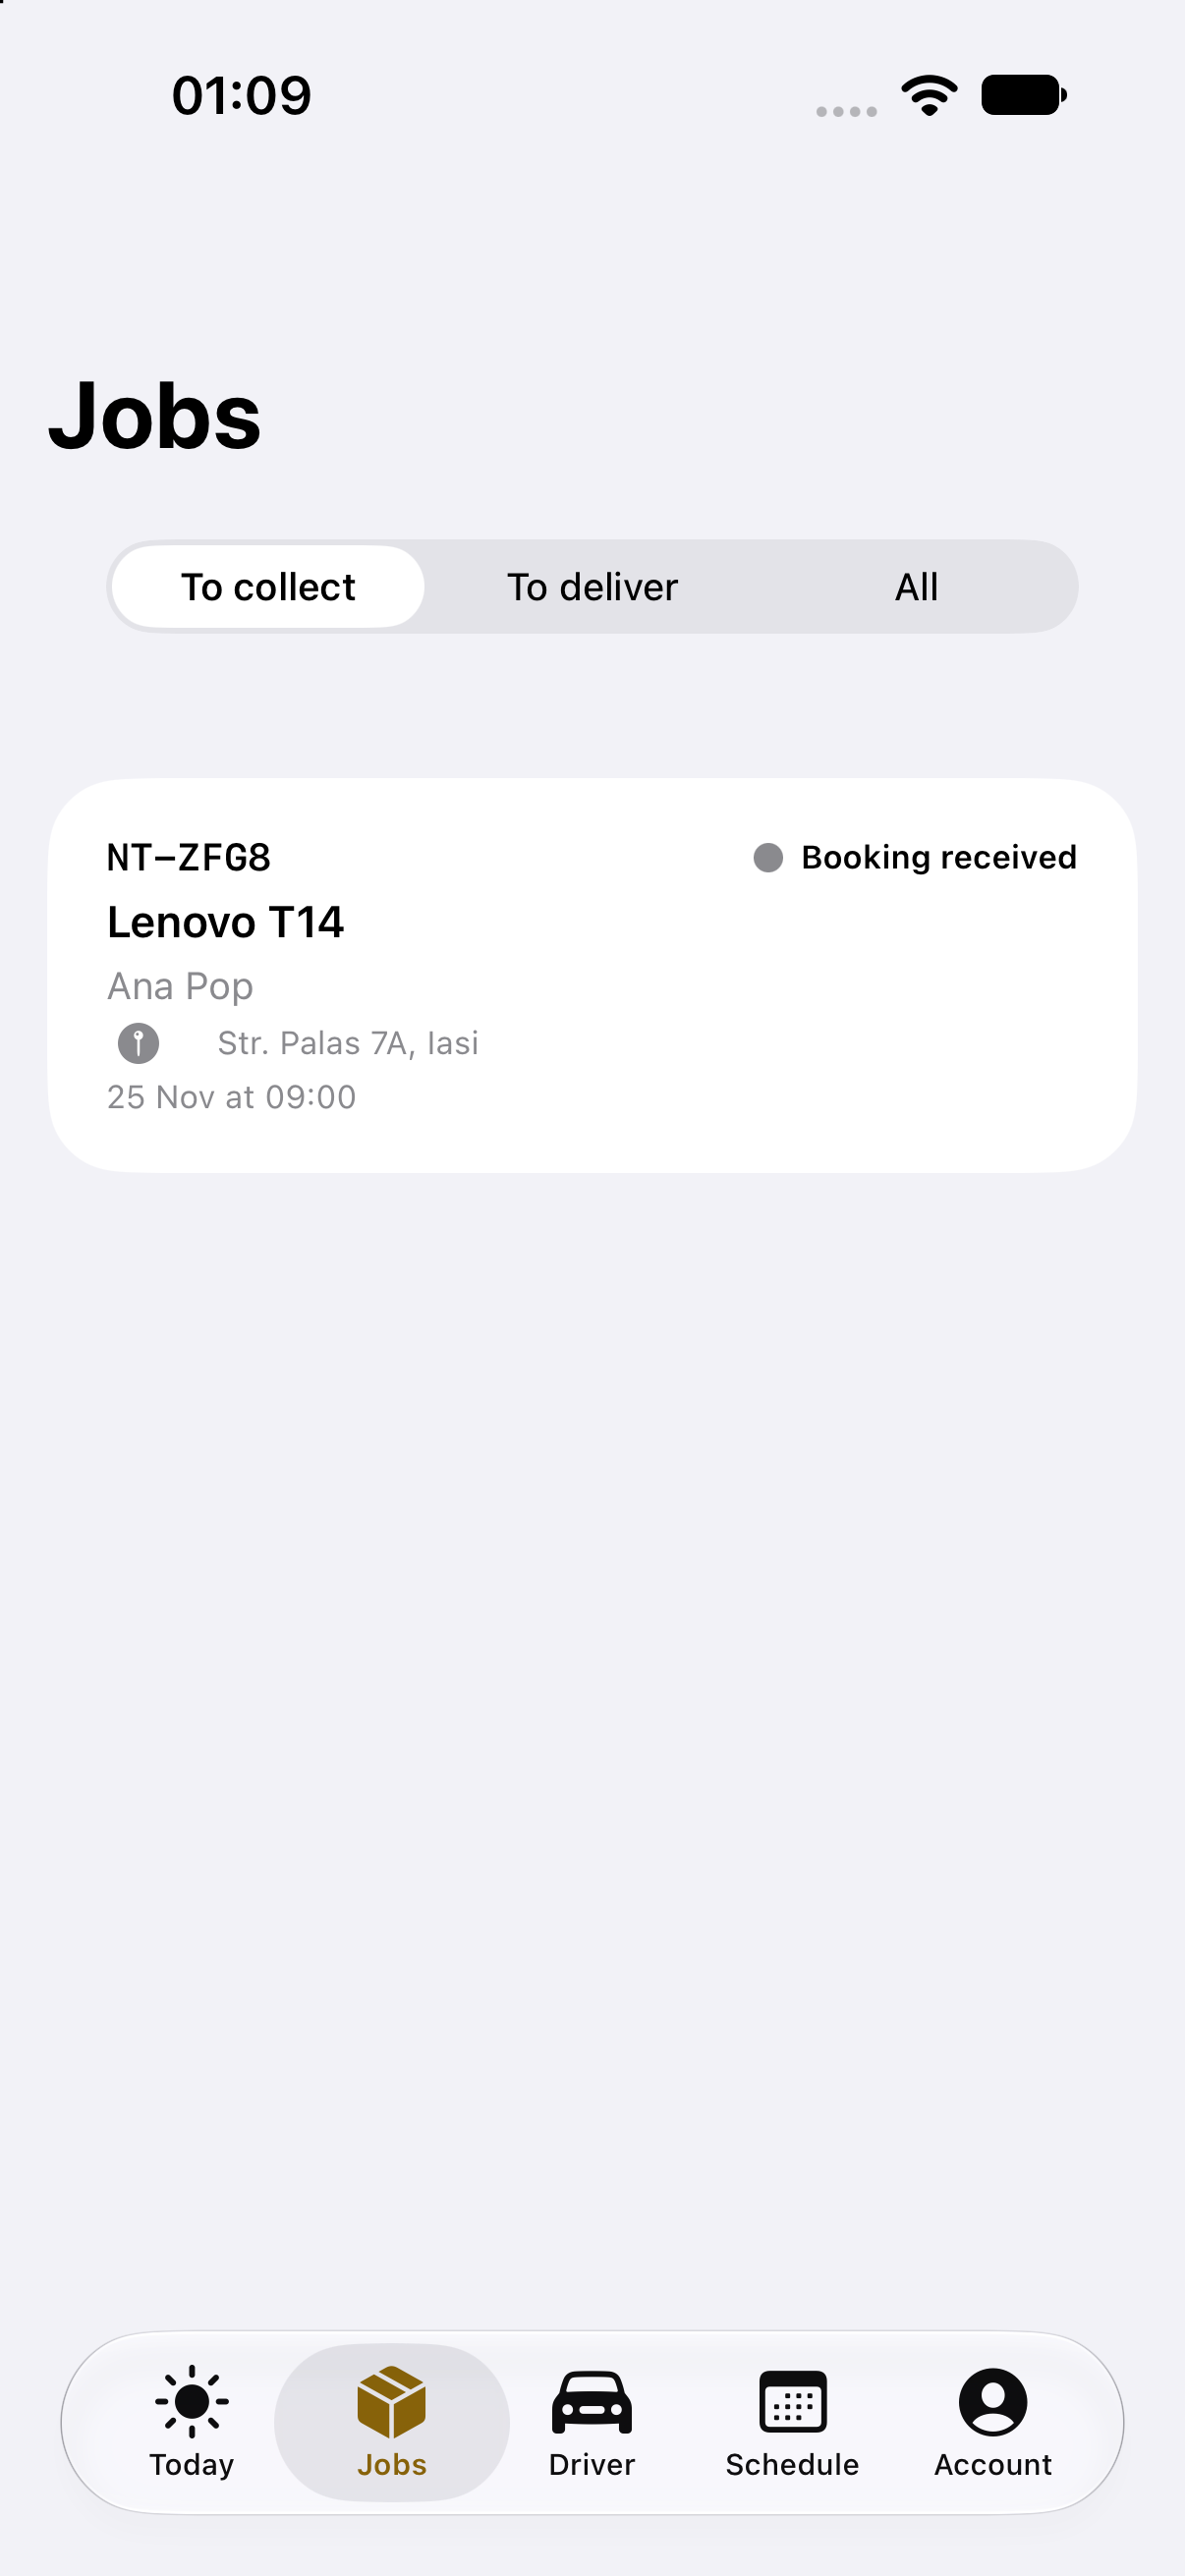 01:09
Jobs
To collect To deliver All
NT-ZFG8 Booking received
Lenovo T14
Ana Pop
Str. Palas 7A, Iasi
25 Nov at 09:00
Today Jobs Driver Schedule Account